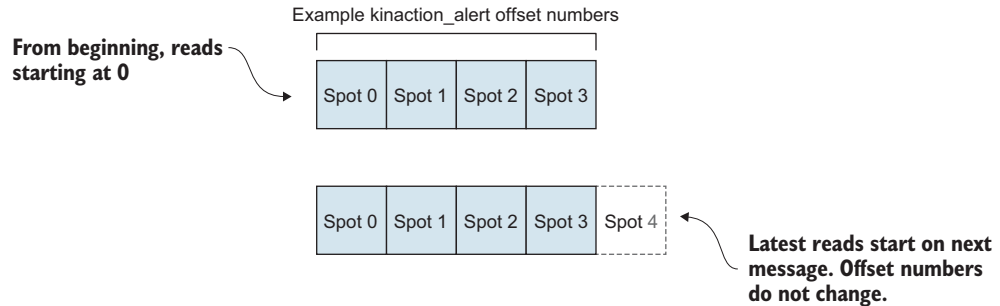 Example kinaction_alert offset numbers
From beginning, reads
starting at 0
Spot 0 Spot 1 Spot 2 Spot 3
Spot 0 Spot 1 Spot 2 Spot 3 Spot 4
Latest reads start on next
message. Offset numbers
do not change.